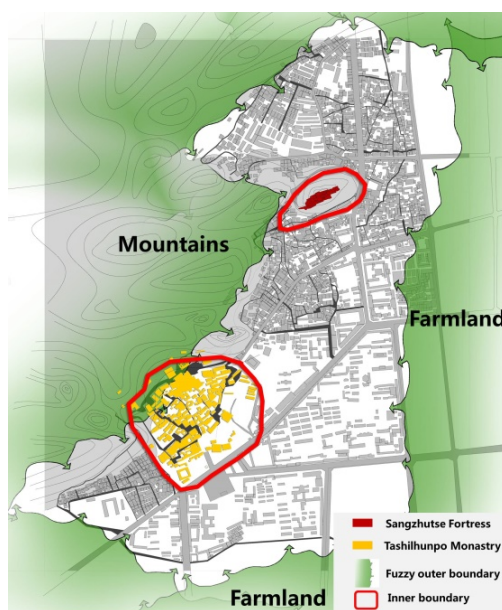 Mountains
Farmland
Farmland
Sangzhutse Fortress
Tashilhunpo Monastry
Fuzzy outer boundary
Inner boundary